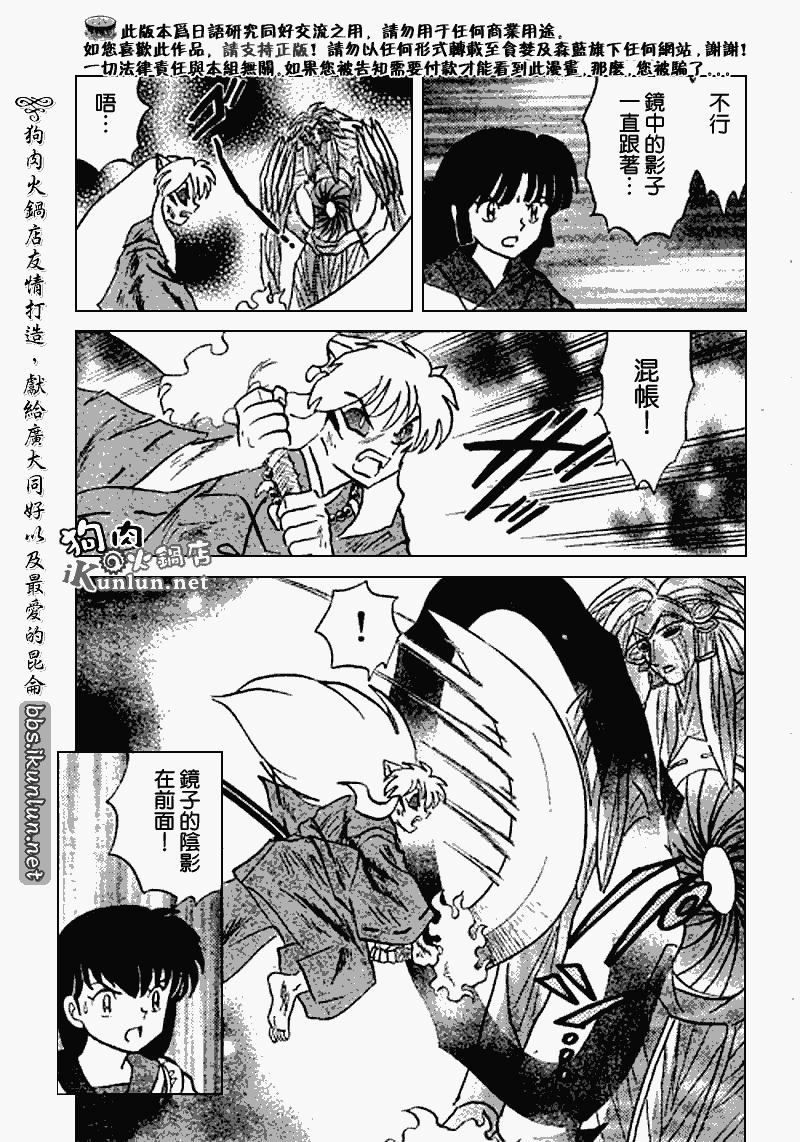 此版本爲日語研究同好交流之用，請勿用于任何商業用途。
如您喜歡此作品，請支持正版！請勿以任何形式轉載至貪婪及森藍旗下任何網站，謝謝！
一切法律責任與本組無關。如果您被告知需要付款才能看到此漫畫，那麼，您被騙了。。。
不行
鏡中的影子
一直跟著…
唔…
混帳！
！
鏡子的陰影
在前面！
狗肉火鍋店友情打造，獻給廣大同好以及最愛的昆侖
bbs.ikunlun.net
狗肉火鍋店
iKunlun.net